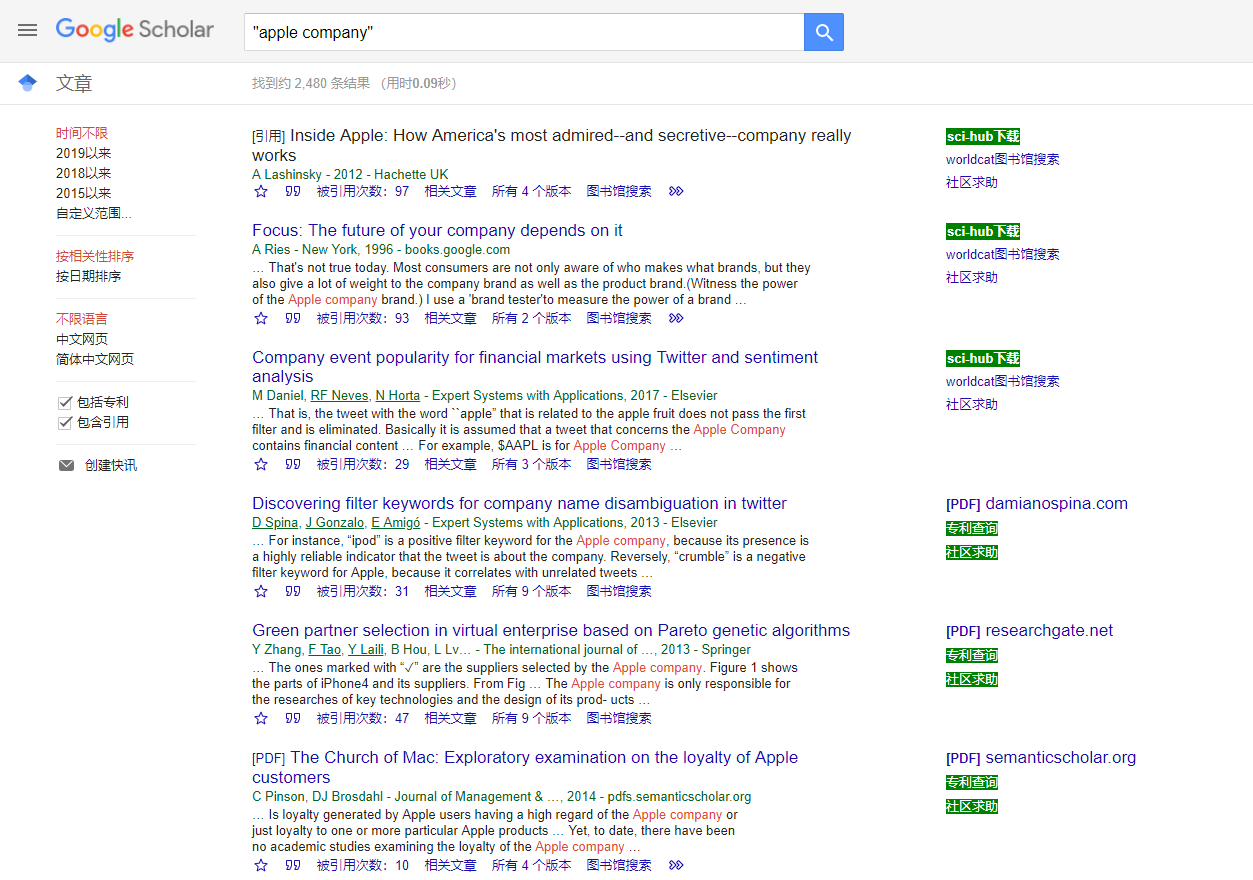 Google Scholar
"apple company"
文章
找到约 2,480 条结果 （用时0.09秒）
时间不限
2019以来
2018以来
2015以来
自定义范围...
按相关性排序
按日期排序
不限语言
中文网页
简体中文网页
包括专利
包含引用
创建快讯
[引用] Inside Apple: How America's most admired--and secretive--company really
works
A Lashinsky - 2012 - Hachette UK
被引用次数：97 相关文章 所有 4 个版本 图书馆搜索
sci-hub下载
worldcat图书馆搜索
社区求助
Focus: The future of your company depends on it
A Ries - New York, 1996 - books.google.com
… That's not true today. Most consumers are not only aware of who makes what brands, but they
also give a lot of weight to the company brand as well as the product brand.(Witness the power
of the Apple company brand.) I use a 'brand tester'to measure the power of a brand …
被引用次数：93 相关文章 所有 2 个版本 图书馆搜索
sci-hub下载
worldcat图书馆搜索
社区求助
Company event popularity for financial markets using Twitter and sentiment
analysis
M Daniel, RF Neves, N Horta - Expert Systems with Applications, 2017 - Elsevier
… That is, the tweet with the word ``apple” that is related to the apple fruit does not pass the first
filter and is eliminated. Basically it is assumed that a tweet that concerns the Apple Company
contains financial content … For example, $AAPL is for Apple Company …
被引用次数：29 相关文章 所有 3 个版本 图书馆搜索
sci-hub下载
worldcat图书馆搜索
社区求助
Discovering filter keywords for company name disambiguation in twitter
D Spina, J Gonzalo, E Amigó - Expert Systems with Applications, 2013 - Elsevier
… For instance, “ipod” is a positive filter keyword for the Apple company, because its presence is
a highly reliable indicator that the tweet is about the company. Reversely, “crumble” is a negative
filter keyword for Apple, because it correlates with unrelated tweets …
被引用次数：31 相关文章 所有 9 个版本 图书馆搜索
[PDF] damianospina.com
专利查询
社区求助
Green partner selection in virtual enterprise based on Pareto genetic algorithms
Y Zhang, F Tao, Y Laili, B Hou, L Lv… - The international journal of …, 2013 - Springer
… The ones marked with “✓” are the suppliers selected by the Apple company. Figure 1 shows
the parts of iPhone4 and its suppliers. From Fig … The Apple company is only responsible for
the researches of key technologies and the design of its prod- ucts …
被引用次数：47 相关文章 所有 9 个版本 图书馆搜索
[PDF] researchgate.net
专利查询
社区求助
[PDF] The Church of Mac: Exploratory examination on the loyalty of Apple
customers
C Pinson, DJ Brosdahl - Journal of Management & …, 2014 - pdfs.semanticscholar.org
… Is loyalty generated by Apple users having a high regard of the Apple company or
just loyalty to one or more particular Apple products … Yet, to date, there have been
no academic studies examining the loyalty of the Apple company …
被引用次数：10 相关文章 所有 4 个版本 图书馆搜索
[PDF] semanticscholar.org
专利查询
社区求助